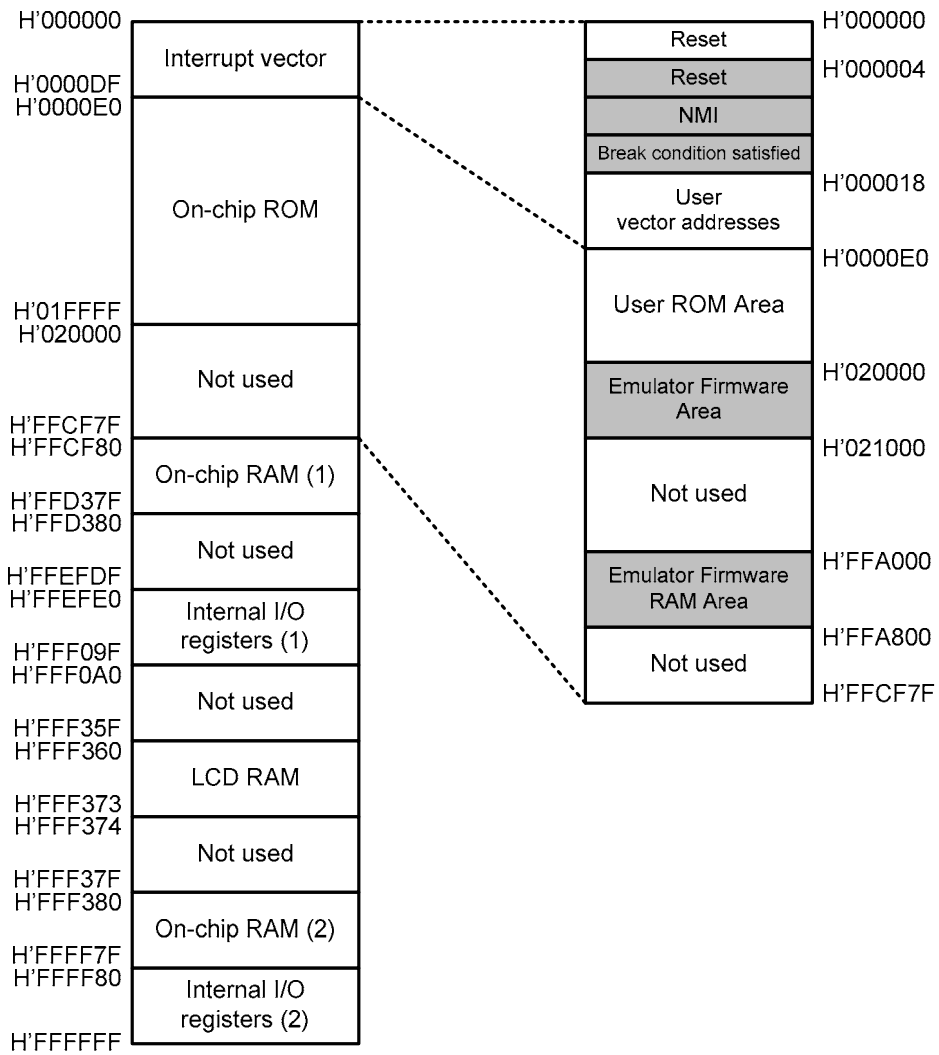 H’000000
Interrupt vector
H’0000DF
H’0000E0
On-chip ROM
H’01FFFF
H’020000
Not used
H’FFCF7F
H’FFCF80
On-chip RAM (1)
H’FFD37F
H’FFD380
Not used
H’FFEFDF
H’FFEFE0
Internal I/O
registers (1)
H’FFF09F
H’FFF0A0
Not used
H’FFF35F
H’FFF360
LCD RAM
H’FFF373
H’FFF374
Not used
H’FFF37F
H’FFF380
On-chip RAM (2)
H’FFFF7F
H’FFFF80
Internal I/O
registers (2)
H’FFFFFF
H’000000
Reset
H’000004
Reset
NMI
Break condition satisfied
H’000018
User
vector addresses
H’0000E0
User ROM Area
H’020000
Emulator Firmware
Area
H’021000
Not used
H’FFA000
Emulator Firmware
RAM Area
H’FFA800
Not used
H’FFCF7F